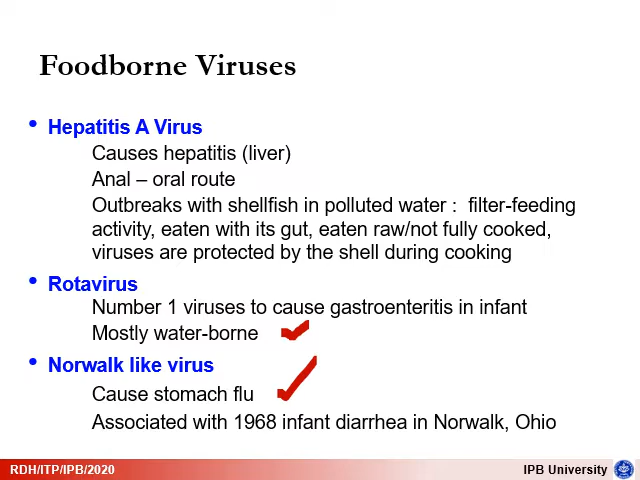 Foodborne Viruses
• Hepatitis A Virus
Causes hepatitis (liver)
Anal – oral route
Outbreaks with shellfish in polluted water : filter-feeding
activity, eaten with its gut, eaten raw/not fully cooked,
viruses are protected by the shell during cooking
• Rotavirus
Number 1 viruses to cause gastroenteritis in infant
Mostly water-borne
• Norwalk like virus
Cause stomach flu
Associated with 1968 infant diarrhea in Norwalk, Ohio
RDH/ITP/IPB/2020
IPB University